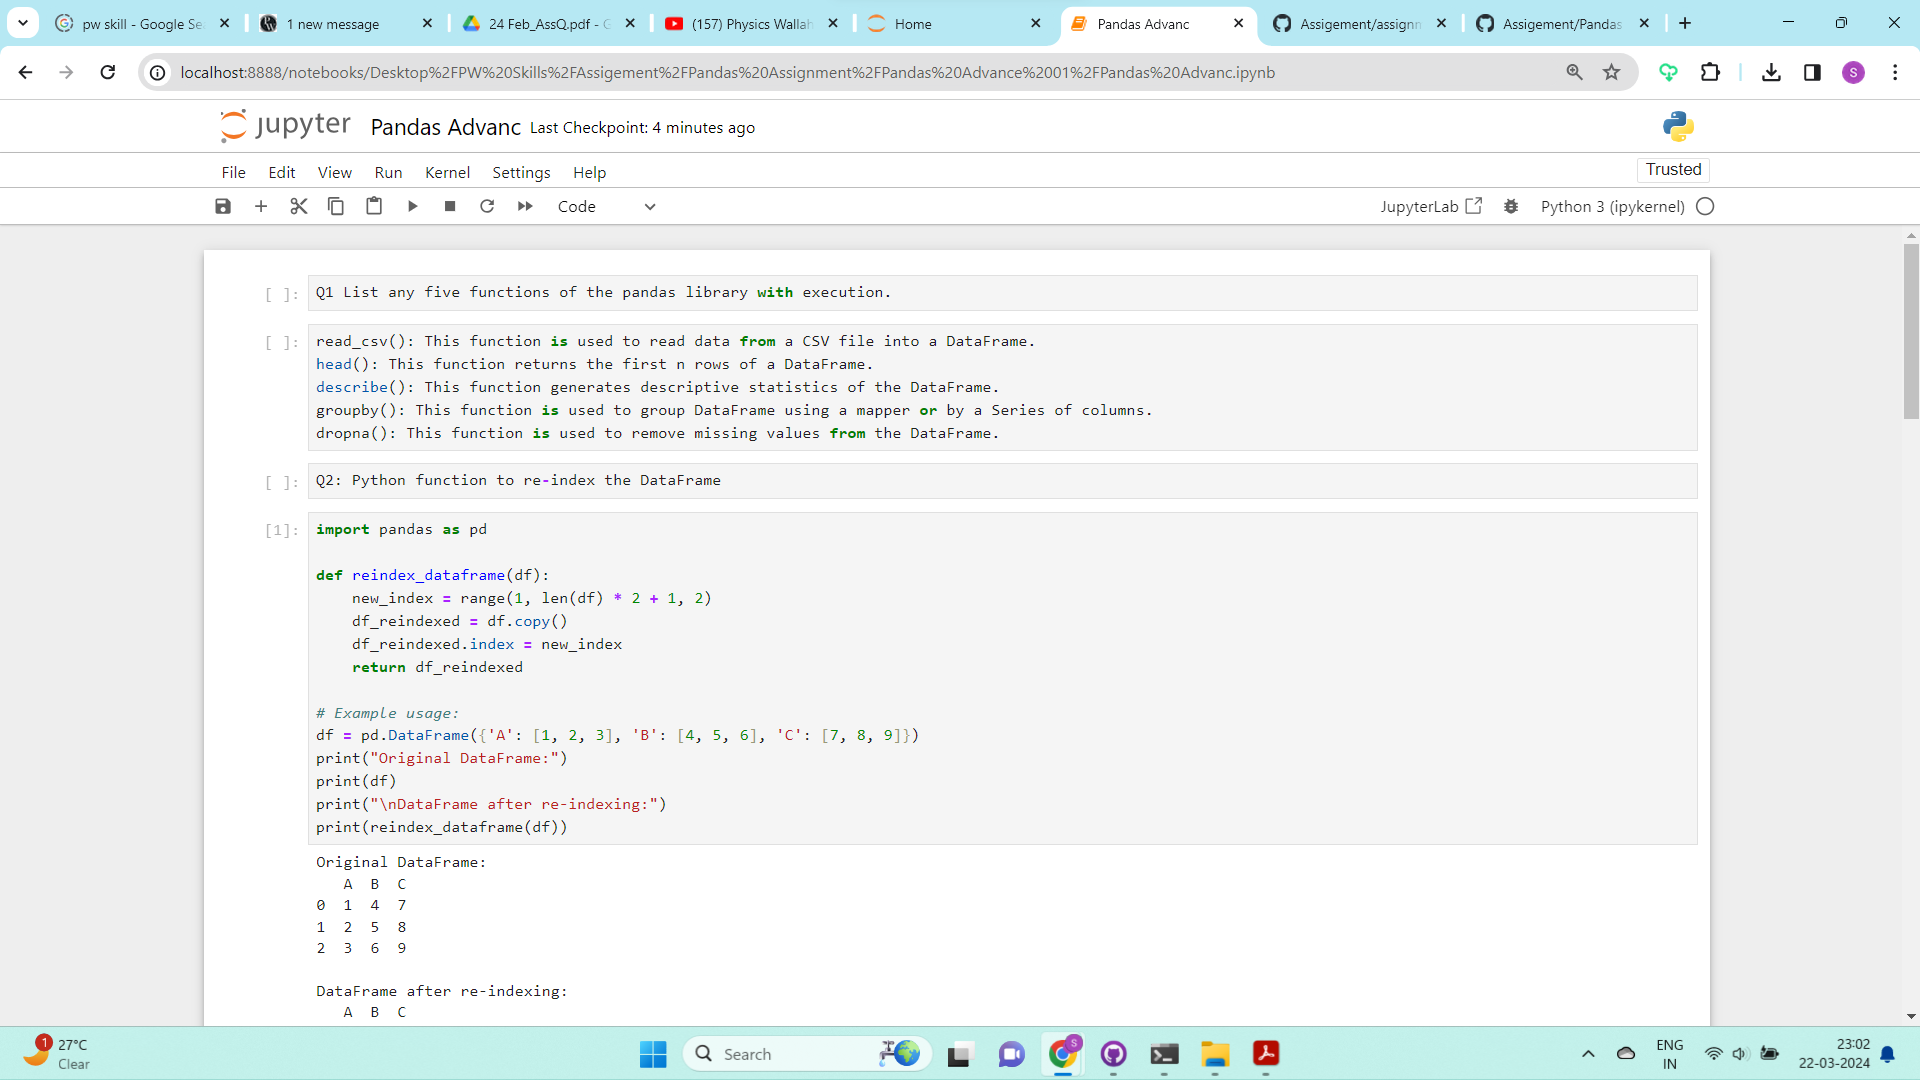 pw skill - Google Se
1 new message
24 Feb_AssQ.pdf - G
(157) Physics Wallah
Home
Pandas Advanc
Assigement/assignn
Assigement/Pandas
localhost:8888/notebooks/Desktop%2FPW%20Skills%2FAssigement%2FPandas%20Assignment%2FPandas%20Advance%2001%2FPandas%20Advanc.ipynb
S
jupyter Pandas Advanc Last Checkpoint: 4 minutes ago
File Edit View Run Kernel Settings Help
Trusted
Code
JupyterLab
Python 3 (ipykernel)
[ ]: Q1 List any five functions of the pandas library with execution.
[ ]: read_csv(): This function is used to read data from a CSV file into a DataFrame.
head(): This function returns the first n rows of a DataFrame.
describe(): This function generates descriptive statistics of the DataFrame.
groupby(): This function is used to group DataFrame using a mapper or by a Series of columns.
dropna(): This function is used to remove missing values from the DataFrame.
[ ]: Q2: Python function to re-index the DataFrame
[1]: import pandas as pd
def reindex_dataframe(df):
    new_index = range(1, len(df) * 2 + 1, 2)
    df_reindexed = df.copy()
    df_reindexed.index = new_index
    return df_reindexed
# Example usage:
df = pd.DataFrame({'A': [1, 2, 3], 'B': [4, 5, 6], 'C': [7, 8, 9]})
print("Original DataFrame:")
print(df)
print("\nDataFrame after re-indexing:")
print(reindex_dataframe(df))
Original DataFrame:
   A  B  C
0  1  4  7
1  2  5  8
2  3  6  9
DataFrame after re-indexing:
   A  B  C
1
27°C
Clear
Search
S
ENG
IN
23:02
22-03-2024